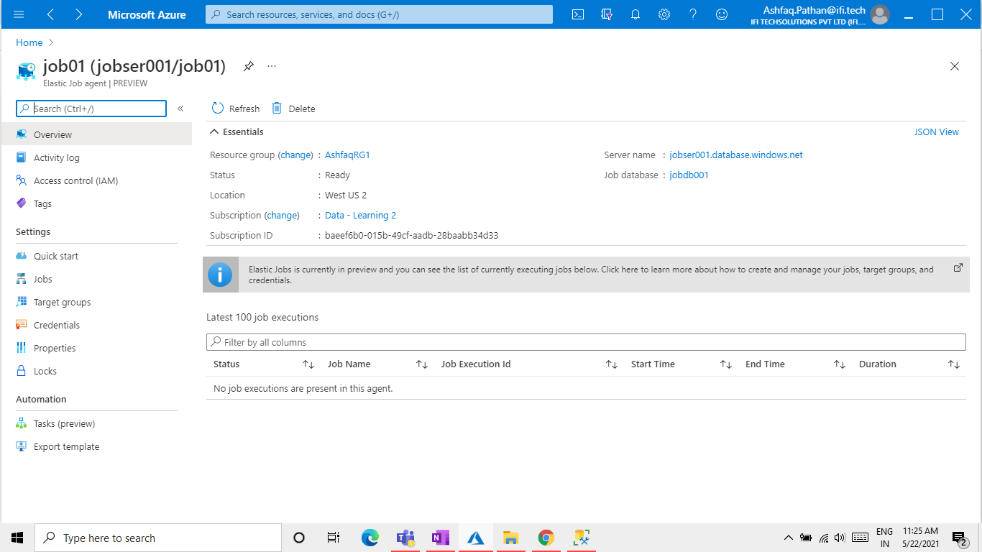 Microsoft Azure
Search resources, services, and docs (G+/)
Ashfaq.Pathan@ifi.tech
IFI TECHSOLUTIONS PVT LTD (IFI...
Home
job01 (jobser001/job01)
Elastic Job agent | PREVIEW
Search (Ctrl+/)
Overview
Activity log
Access control (IAM)
Tags
Settings
Quick start
Jobs
Target groups
Credentials
Properties
Locks
Automation
Tasks (preview)
Export template
Refresh Delete
Essentials JSON View
Resource group (change) : AshfaqRG1
Status : Ready
Location : West US 2
Subscription (change) : Data - Learning 2
Subscription ID : baeef6b0-015b-49cf-aadb-28baabb34d33
Server name : jobser001.database.windows.net
Job database : jobdb001
Elastic Jobs is currently in preview and you can see the list of currently executing jobs below. Click here to learn more about how to create and manage your jobs, target groups, and
credentials.
Latest 100 job executions
Filter by all columns
Status Job Name Job Execution Id Start Time End Time Duration
No job executions are present in this agent.
Type here to search
ENG
IN
11:25 AM
5/22/2021
2